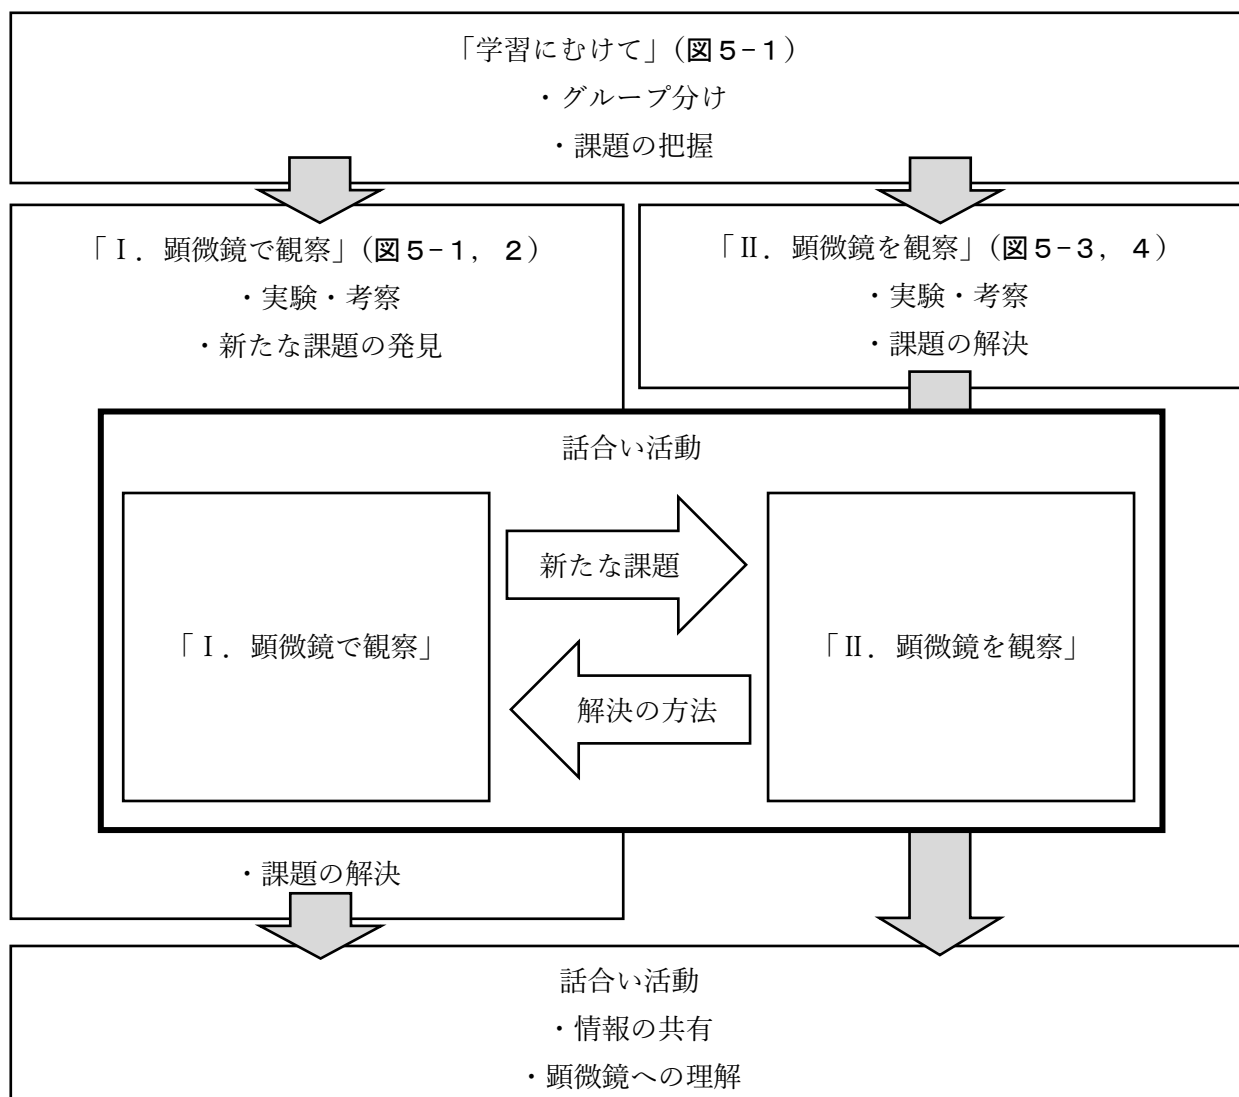 「学習にむけて」(図5-1)
・グループ分け
・課題の把握
「Ⅰ．顕微鏡で観察」(図5-1，2)
・実験・考察
・新たな課題の発見
「Ⅱ．顕微鏡を観察」(図5-3，4)
・実験・考察
・課題の解決
話合い活動
新たな課題
「Ⅰ．顕微鏡で観察」
「Ⅱ．顕微鏡を観察」
解決の方法
・課題の解決
話合い活動
・情報の共有
・顕微鏡への理解